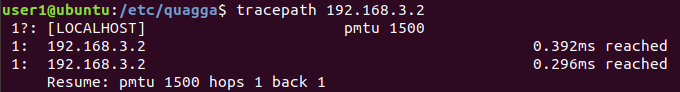 user1@ubuntu:/etc/quagga$ tracepath 192.168.3.2
1?: [LOCALHOST] pmtu 1500
1: 192.168.3.2 0.392ms reached
1: 192.168.3.2 0.296ms reached
Resume: pmtu 1500 hops 1 back 1